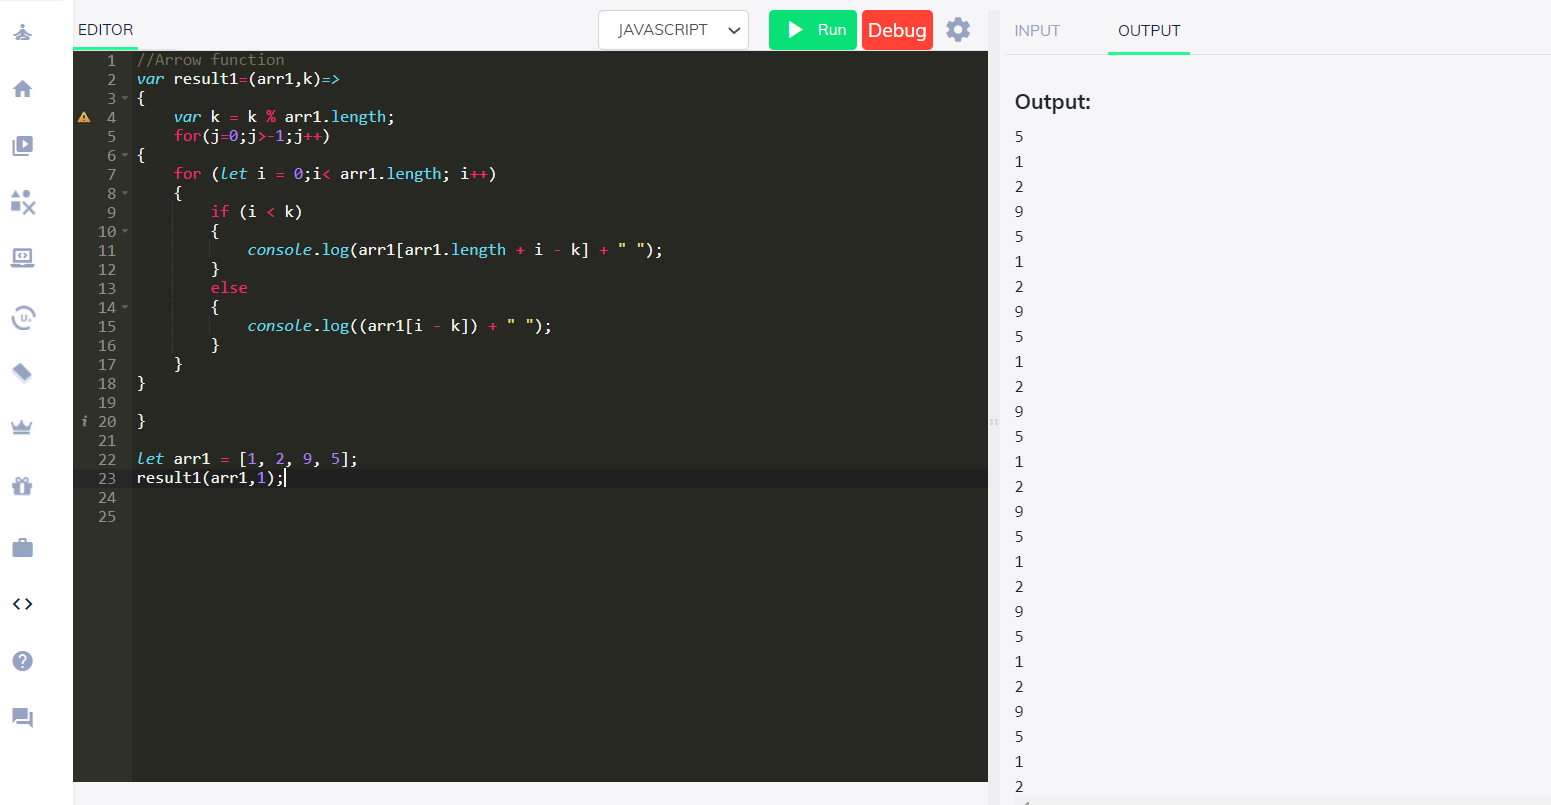 EDITOR
JAVASCRIPT
Run
Debug
1 //Arrow function
2 var result1=(arr1,k)=>
3 {
4     var k = k % arr1.length;
5     for(j=0;j>-1;j++)
6 {
7     for (let i = 0;i< arr1.length; i++)
8     {
9         if (i < k)
10         {
11             console.log(arr1[arr1.length + i - k] + " ");
12         }
13         else
14         {
15             console.log((arr1[i - k]) + " ");
16         }
17     }
18 }
19
i 20 }
21
22 let arr1 = [1, 2, 9, 5];
23 result1(arr1,1);
24
25
INPUT
OUTPUT
Output:
5
1
2
9
5
1
2
9
5
1
2
9
5
1
2
9
5
1
2
9
5
1
2
9
5
1
2